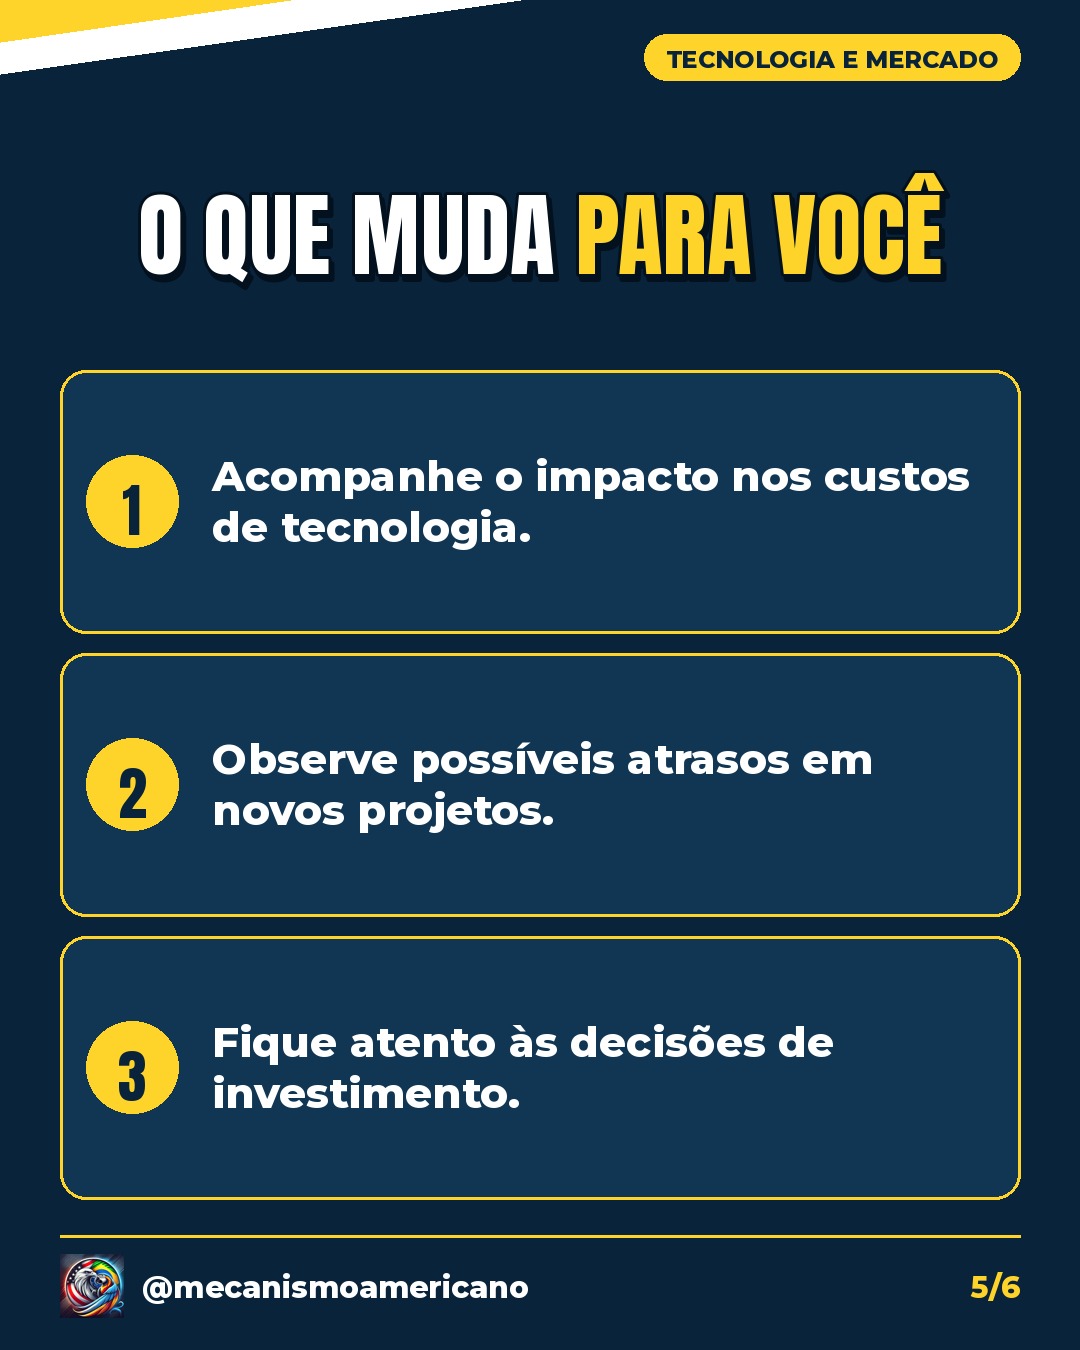 TECNOLOGIA E MERCADO
O QUE MUDA PARA VOCÊ
1
Acompanhe o impacto nos custos
de tecnologia.
2
Observe possíveis atrasos em
novos projetos.
3
Fique atento às decisões de
investimento.
@mecanismoamericano
5/6